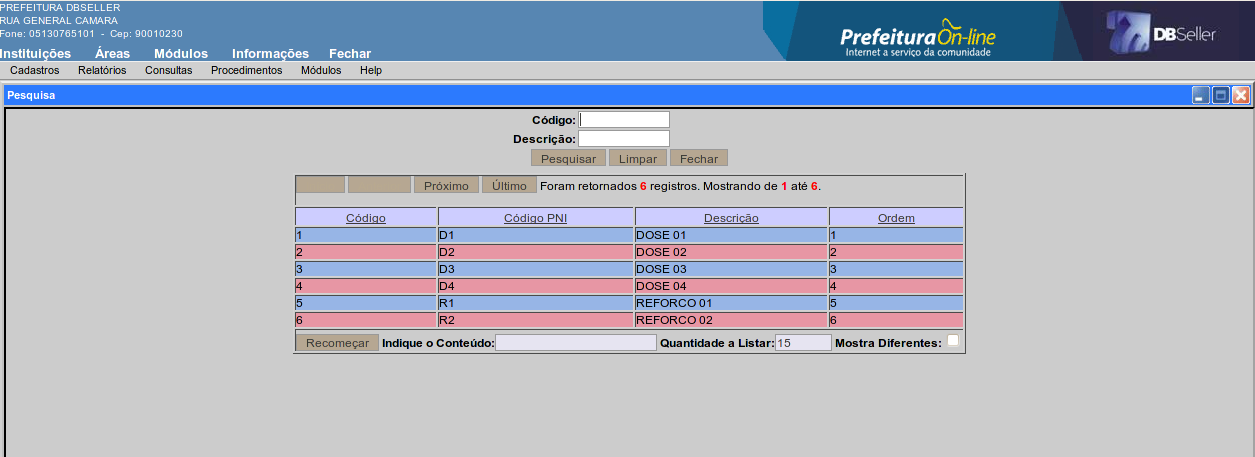 PREFEITURA DBSELLER
RUA GENERAL CAMARA
Fone: 05130765101 - Cep: 90010230
Instituições Áreas Módulos Informações Fechar
PrefeituraOn-line
Internet a serviço da comunidade
DBSeller
Cadastros Relatórios Consultas Procedimentos Módulos Help
Pesquisa
Código:
Descrição:
Pesquisar Limpar Fechar
Próximo Último Foram retornados 6 registros. Mostrando de 1 até 6.
Código Código PNI Descrição Ordem
1 D1 DOSE 01 1
2 D2 DOSE 02 2
3 D3 DOSE 03 3
4 D4 DOSE 04 4
5 R1 REFORCO 01 5
6 R2 REFORCO 02 6
Recomeçar Indique o Conteúdo: Quantidade a Listar: 15 Mostra Diferentes: